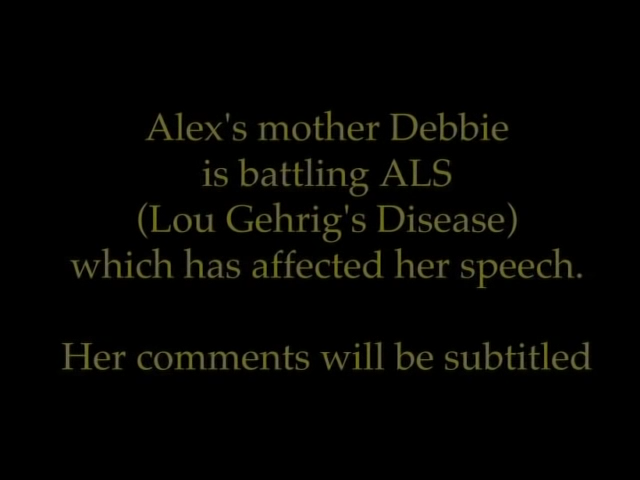 Alex's mother Debbie
is battling ALS
(Lou Gehrig's Disease)
which has affected her speech.
Her comments will be subtitled